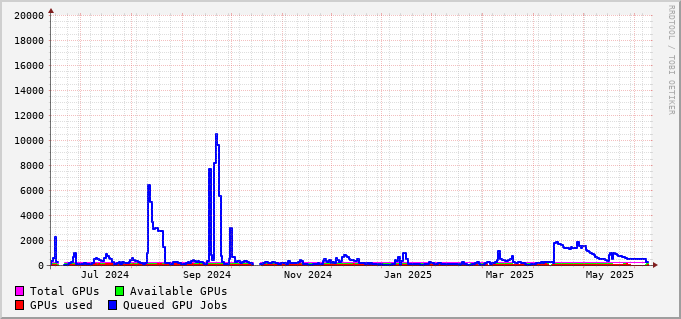 20000
18000
16000
14000
12000
10000
8000
6000
4000
2000
0
Jul 2024 Sep 2024 Nov 2024 Jan 2025 Mar 2025 May 2025
Total GPUs Available GPUs
GPUs used Queued GPU Jobs
RRDTOOL / TOBI OETIKER